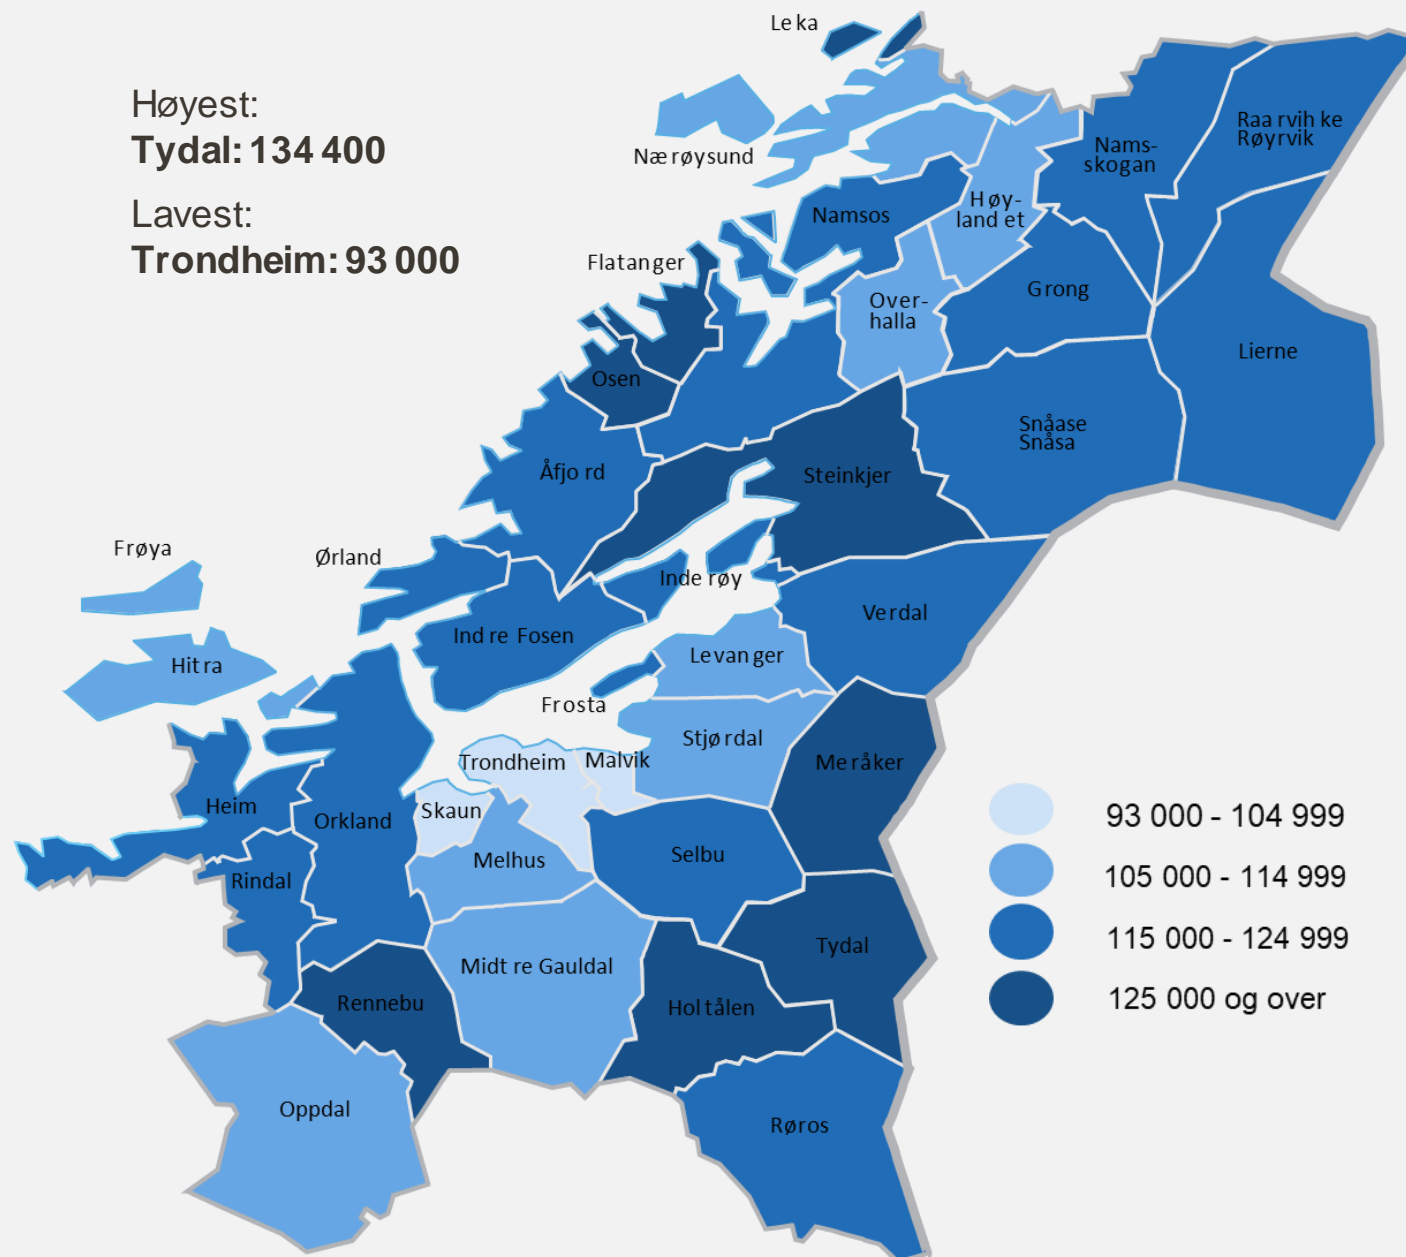 Høyest:
Tydal: 134 400
Lavest:
Trondheim: 93 000
Leka
Nærøysund
Nams-
skogan
Raarvihke
Røyrvik
Namsos
Høy-
landet
Flatanger
Over-
halla
Grong
Lierne
Osen
Snåase
Snåsa
Åfjord
Steinkjer
Frøya
Ørland
Inderøy
Verdal
Indre Fosen
Hitra
Levanger
Frosta
Stjørdal
Trondheim
Malvik
Meråker
Heim
Orkland
Skaun
Melhus
Selbu
Rindal
Tydal
Midtre Gauldal
Rennebu
Holtålen
Oppdal
Røros
93 000 - 104 999
105 000 - 114 999
115 000 - 124 999
125 000 og over